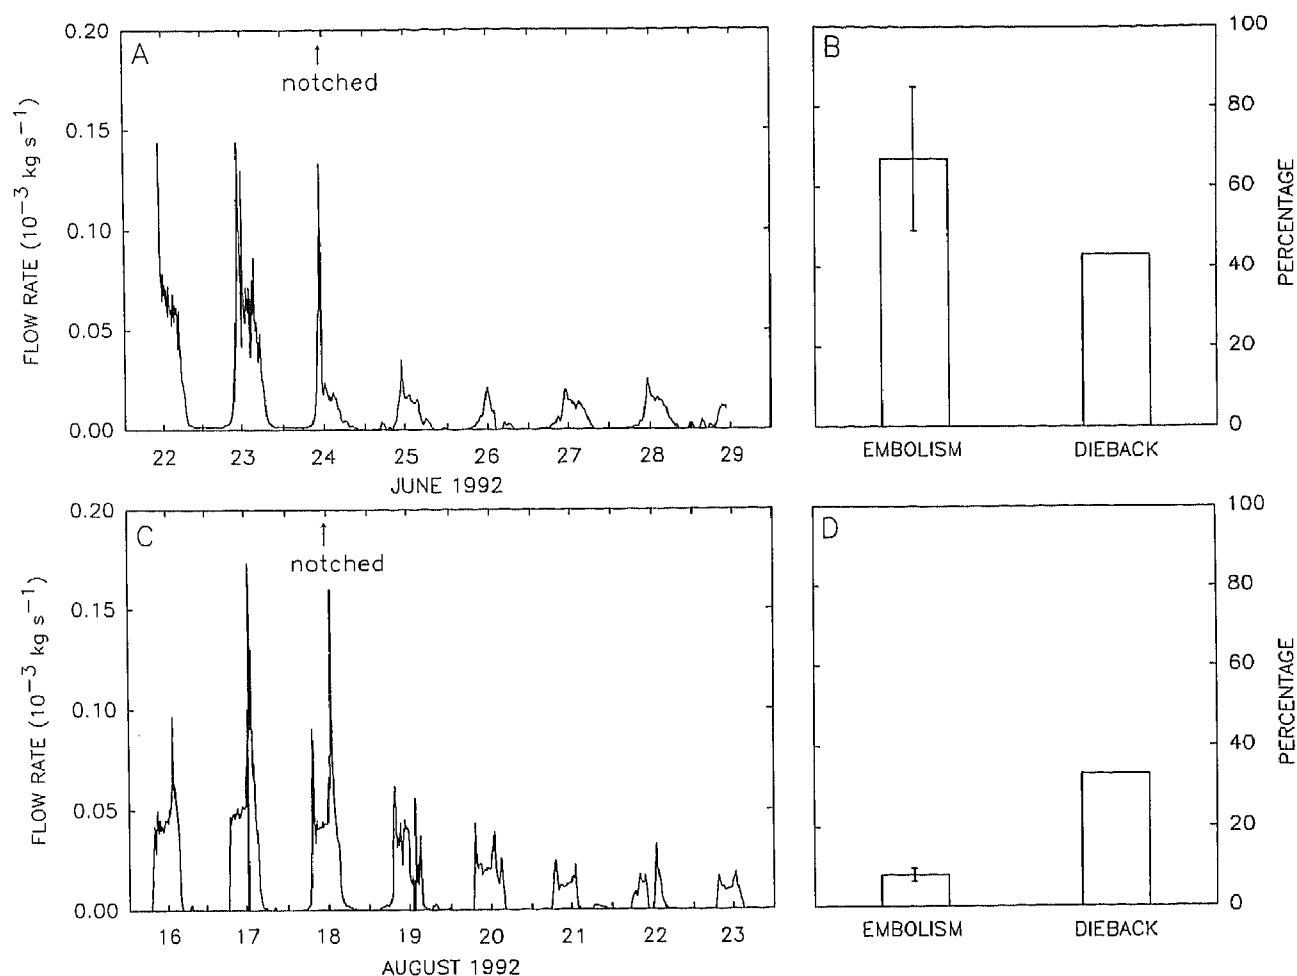 A
notched
FLOW RATE (10−3 kg s−1)
0.20
0.15
0.10
0.05
0.00
22 23 24 25 26 27 28 29
JUNE 1992
B
100
80
60
40
20
0
PERCENTAGE
EMBOLISM DIEBACK
C
notched
FLOW RATE (10−3 kg s−1)
0.20
0.15
0.10
0.05
0.00
16 17 18 19 20 21 22 23
AUGUST 1992
D
100
80
60
40
20
0
PERCENTAGE
EMBOLISM DIEBACK